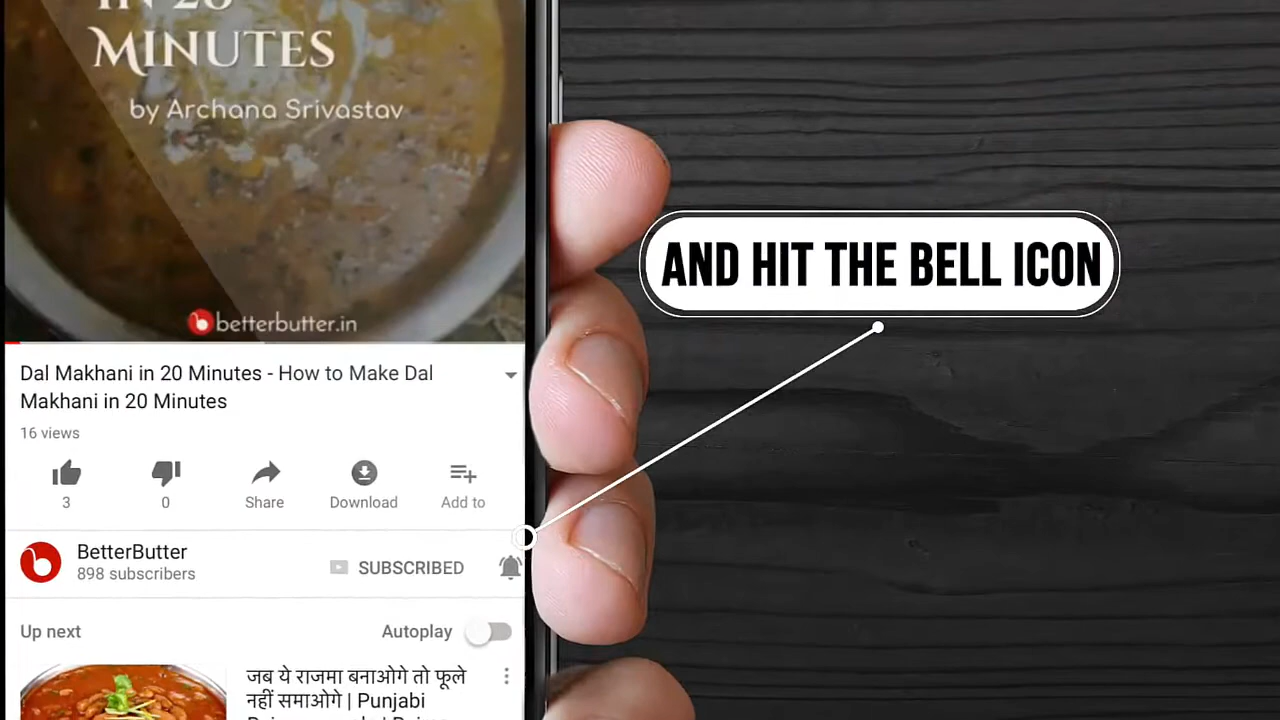 IN 20
MINUTES
by Archana Srivastav
betterbutter.in
AND HIT THE BELL ICON
Dal Makhani in 20 Minutes - How to Make Dal
Makhani in 20 Minutes
16 views
3
0
Share
Download
Add to
BetterButter
898 subscribers
SUBSCRIBED
Up next
Autoplay
जब ये राजमा बनाओगे तो फूले
नहीं समाओगे | Punjabi